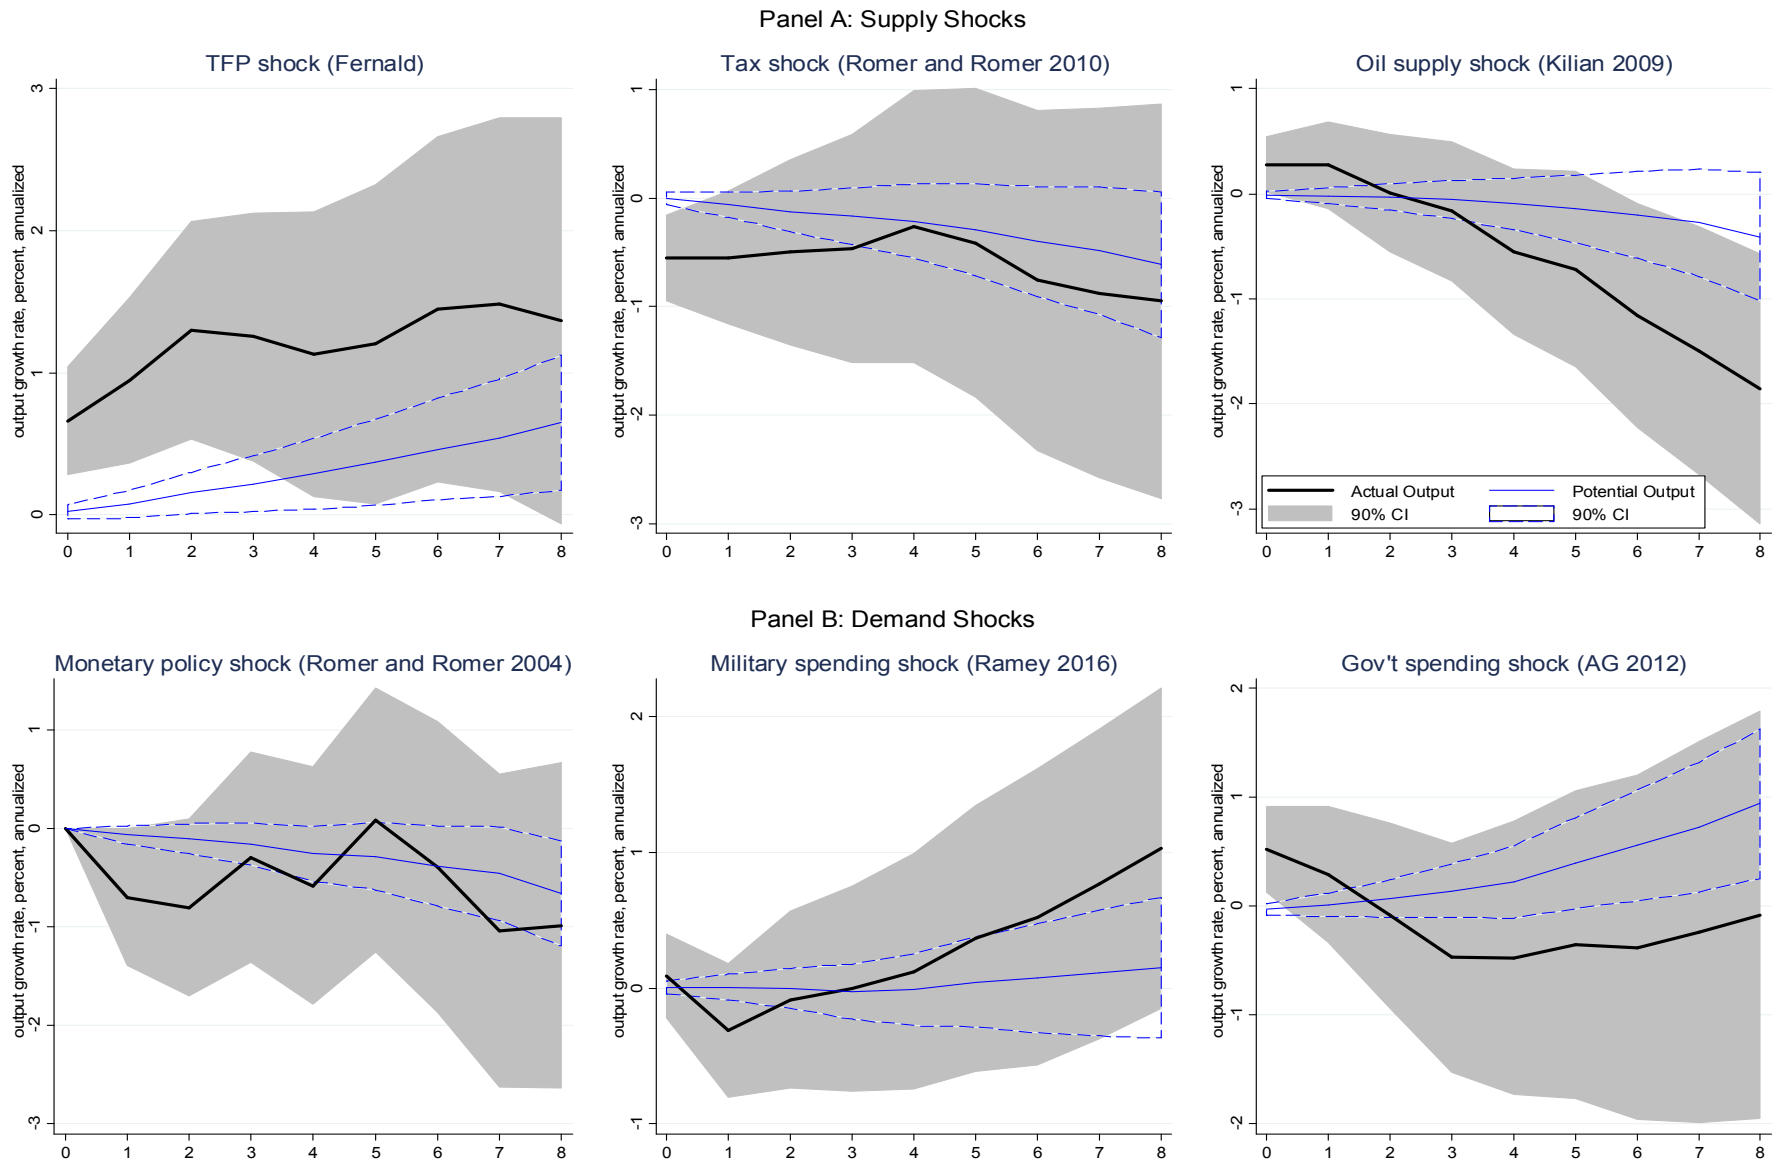 Panel A: Supply Shocks
TFP shock (Fernald)
output growth rate, percent, annualized
3
2
1
0
0 1 2 3 4 5 6 7 8
Tax shock (Romer and Romer 2010)
output growth rate, percent, annualized
1
0
-1
-2
-3
0 1 2 3 4 5 6 7 8
Oil supply shock (Kilian 2009)
output growth rate, percent, annualized
1
0
-1
-2
-3
Actual Output Potential Output
90% CI 90% CI
0 1 2 3 4 5 6 7 8
Panel B: Demand Shocks
Monetary policy shock (Romer and Romer 2004)
output growth rate, percent, annualized
1
0
-1
-2
-3
0 1 2 3 4 5 6 7 8
Military spending shock (Ramey 2016)
output growth rate, percent, annualized
2
1
0
-1
0 1 2 3 4 5 6 7 8
Gov't spending shock (AG 2012)
output growth rate, percent, annualized
2
1
0
-1
-2
0 1 2 3 4 5 6 7 8